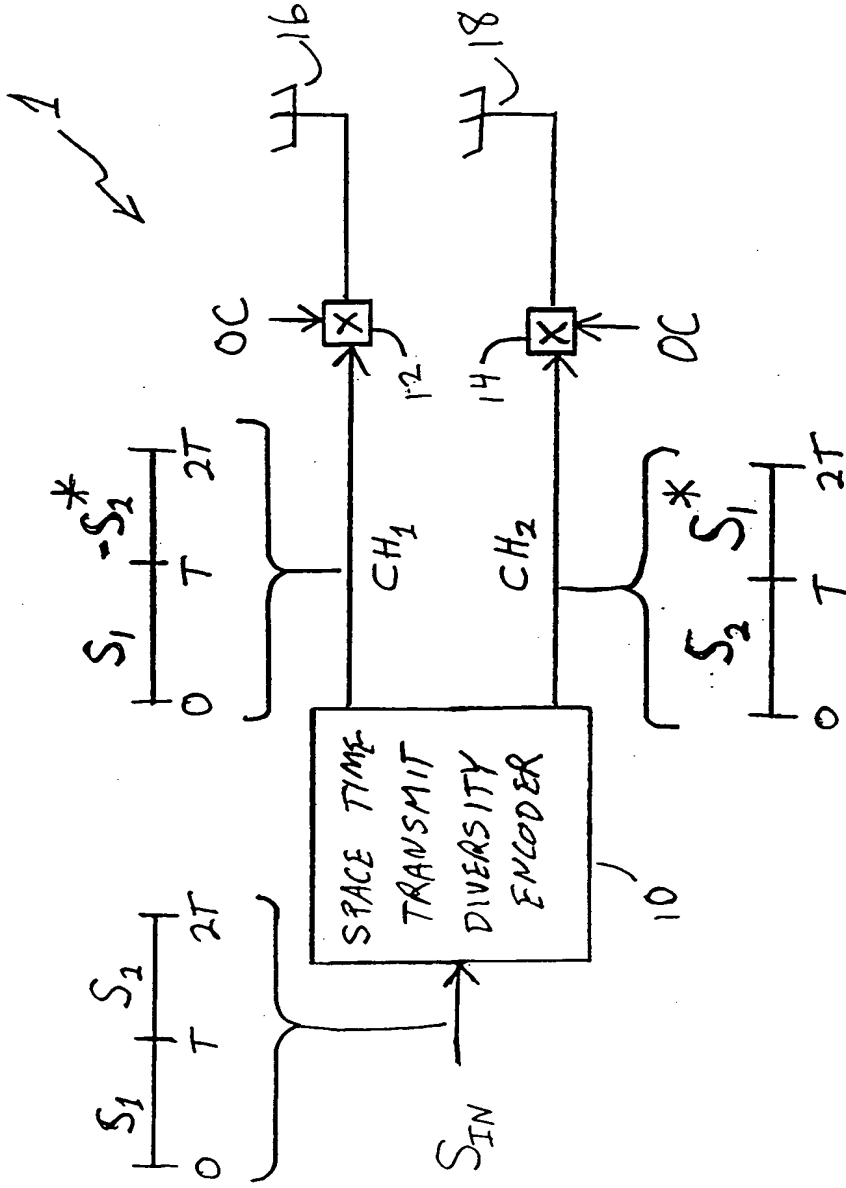 1
S1 S2
0 T 2T
SIN
SPACE TIME
TRANSMIT
DIVERSITY
ENCODER
10
S1 -S2*
0 T 2T
CH1
OC
X
12
16
CH2
14
X
OC
18
S2 S1*
0 T 2T